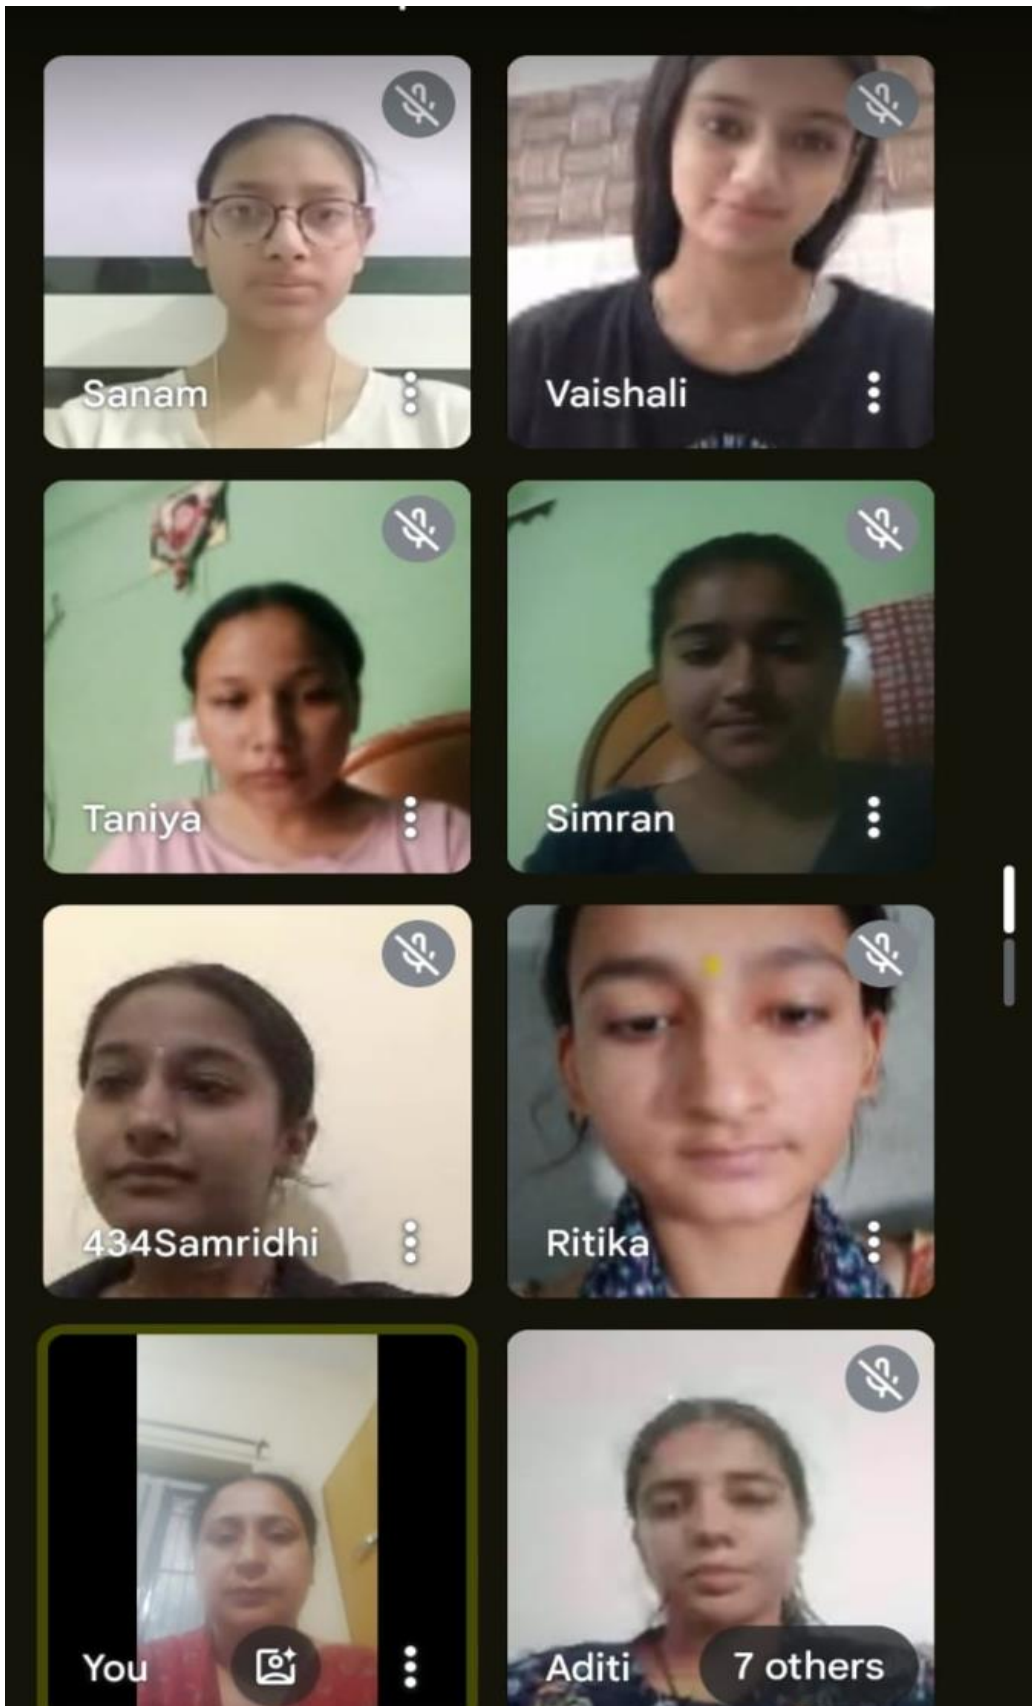 Sanam
Vaishali
Taniya
Simran
434Samridhi
Ritika
You
Aditi
7 others